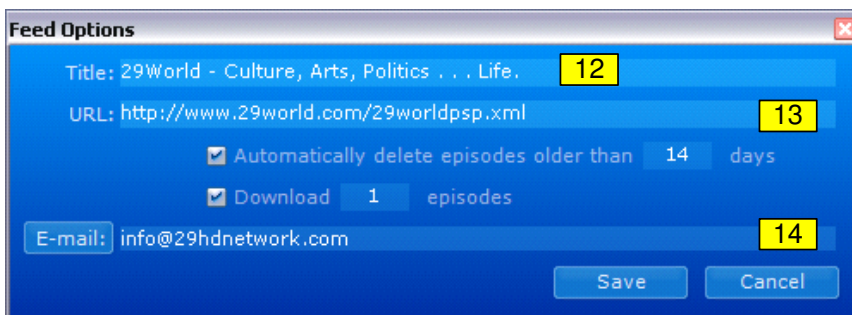 Feed Options
Title: 29World - Culture, Arts, Politics . . . Life. 12
URL: http://www.29world.com/29worldpsp.xml 13
Automatically delete episodes older than 14 days
Download 1 episodes
E-mail: info@29hdnetwork.com 14
Save Cancel